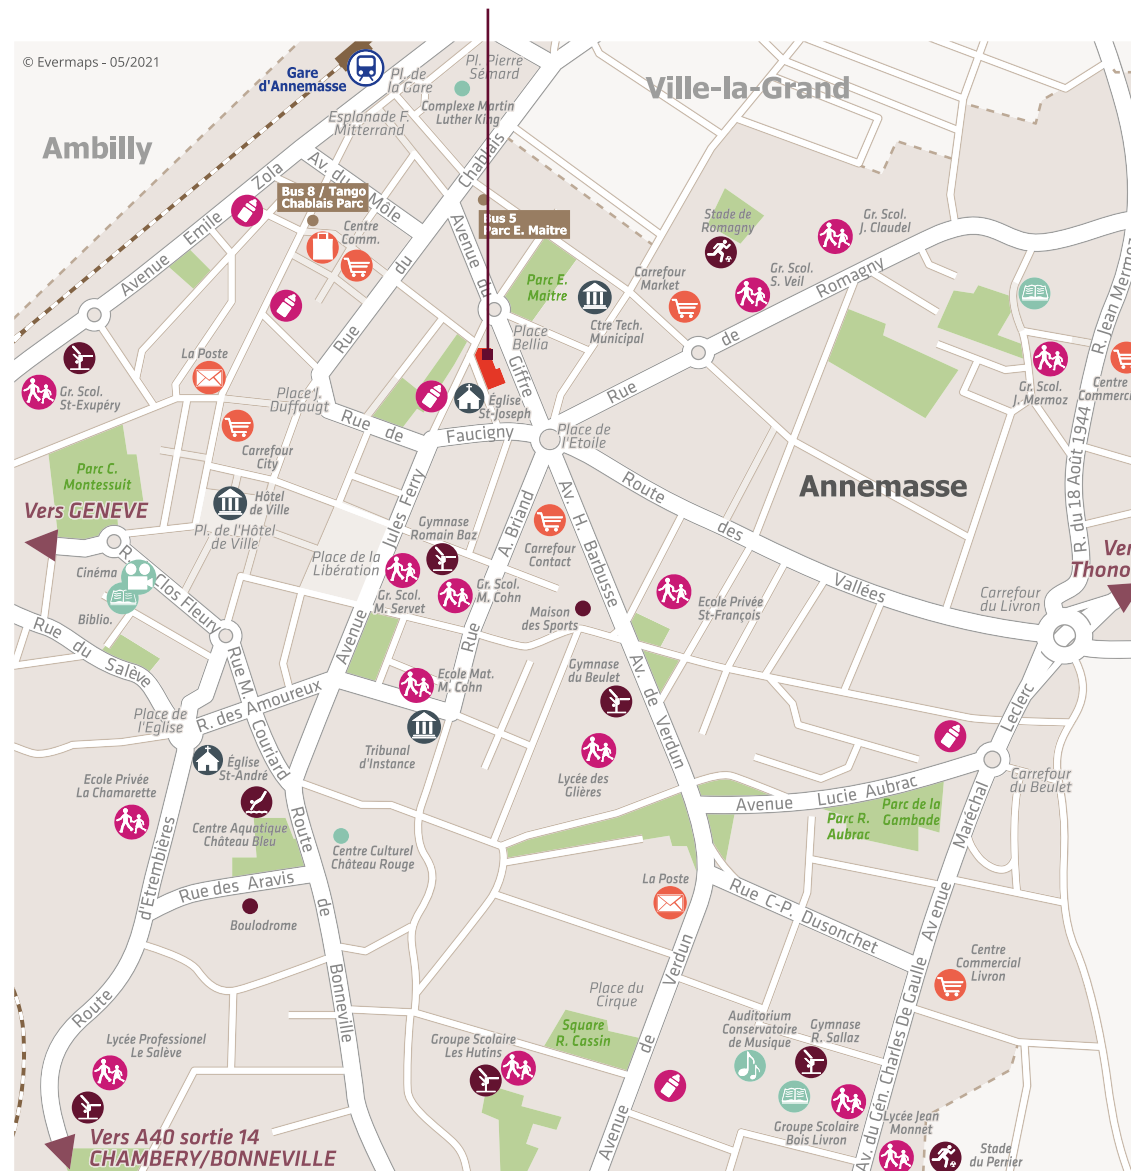 © Evermaps - 05/2021
Gare
d'Annemasse
Pl. de
la Gare
Pl. Pierre
Sémard
Complexe Martin
Luther King
Esplanade F.
Mitterrand
Ville-la-Grand
Ambilly
Avenue Emile Zola
Av. du Môle
Bus 8 / Tango
Chablais Parc
Centre
Comm.
Rue du Chablais
Bus 5
Parc E. Maitre
Avenue du Giffre
Parc E.
Maitre
Ctre Tech.
Municipal
Place
Bellia
Carrefour
Market
Stade de
Romagny
Gr. Scol.
J. Claudel
Gr. Scol.
S. Veil
Rue de Romagny
R. Jean Mermoz
Gr. Scol.
J. Mermoz
Centre
Commerc
La Poste
Gr. Scol.
St-Exupéry
Place J.
Duffaugt
Carrefour
City
Rue de Faucigny
Église
St-Joseph
Place de
l'Etoile
Annemasse
R. du 18 Août 1944
Parc C.
Montessuit
Vers GENEVE
Hôtel
de Ville
Pl. de l'Hôtel
de Ville
Place de la
Libération
Avenue Jules Ferry
Gymnase
Romain Baz
Gr. Scol.
M. Servet
Gr. Scol.
M. Cohn
Rue A. Briand
Carrefour
Contact
Av. H. Barbusse
Route des Vallées
Ver
Thono
Carrefour
du Livron
Cinéma
Biblio.
R. du Clos Fleury
Rue du Salève
Maison
des Sports
Ecole Privée
St-François
Gymnase
du Beulet
Ecole Mat.
M. Cohn
Tribunal
d'Instance
Lycée des
Glières
Av. de Verdun
Rue M. Couriard
R. des Amoureux
Place de
l'Eglise
Église
St-André
Ecole Privée
La Chamarette
Centre Aquatique
Château Bleu
Centre Culturel
Château Rouge
Avenue Lucie Aubrac
Parc R.
Aubrac
Parc de la
Gambade
Carrefour
du Beulet
Avenue Maréchal Leclerc
Rue des Aravis
Boulodrome
Route d'Etrembières
Route de Bonneville
La Poste
Rue C-P. Dusonchet
Centre
Commercial
Livron
Place du
Cirque
Square
R. Cassin
Avenue de Verdun
Auditorium
Conservatoire
de Musique
Gymnase
R. Sallaz
Groupe Scolaire
Bois Livron
Av. du Gén. Charles De Gaulle
Lycée Professionel
Le Salève
Groupe Scolaire
Les Hutins
Lycée Jean
Monnet
Stade
du Perrier
Vers A40 sortie 14
CHAMBERY/BONNEVILLE